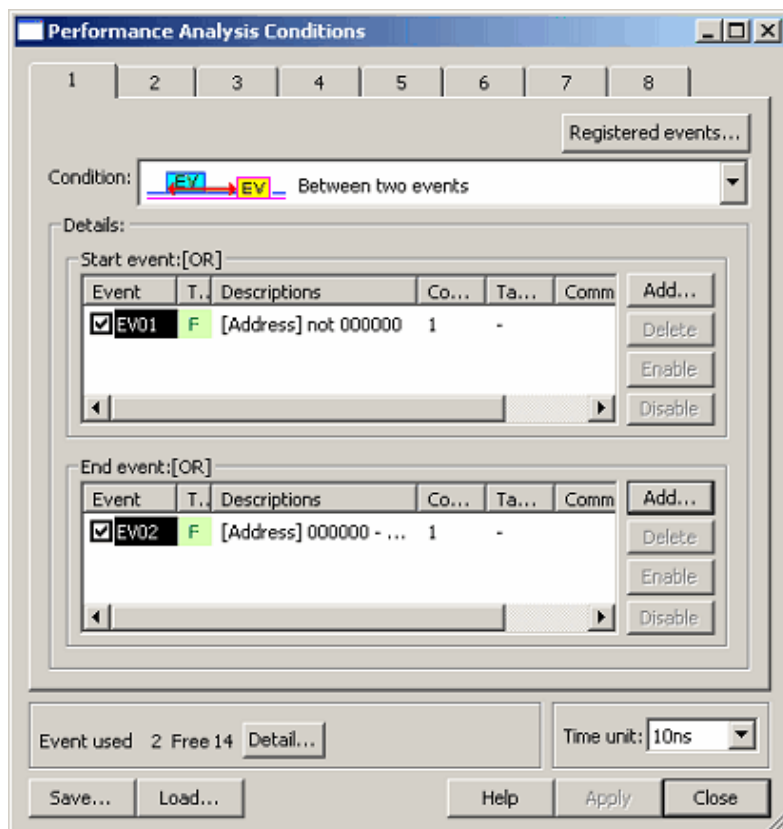 Performance Analysis Conditions
1 2 3 4 5 6 7 8
Registered events...
Condition: EV EV Between two events
Details:
Start event:[OR]
Event T.. Descriptions Co... Ta... Comm Add...
EV01 F [Address] not 000000 1 - Delete
Enable
Disable
End event:[OR]
Event T.. Descriptions Co... Ta... Comm Add...
EV02 F [Address] 000000 - ... 1 - Delete
Enable
Disable
Event used 2 Free 14 Detail... Time unit: 10ns
Save... Load... Help Apply Close